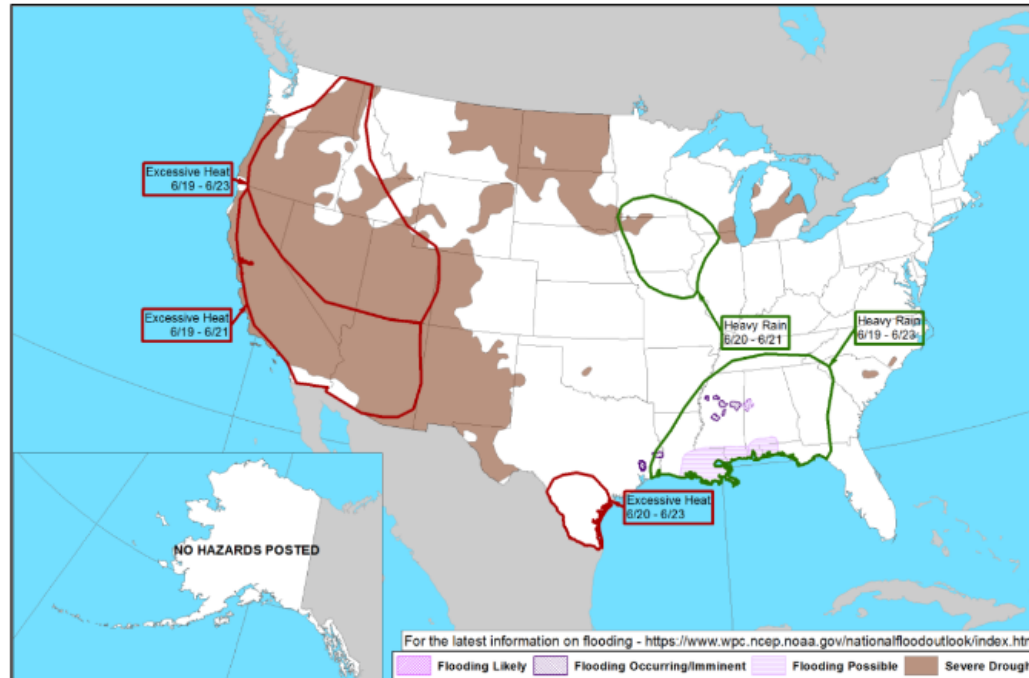 Excessive Heat
6/19 - 6/23
Excessive Heat
6/19 - 6/21
Heavy Rain
6/20 - 6/21
Heavy Rain
6/19 - 6/23
Excessive Heat
6/20 - 6/23
NO HAZARDS POSTED
For the latest information on flooding - https://www.wpc.ncep.noaa.gov/nationalfloodoutlook/index.htm
Flooding Likely Flooding Occurring/Imminent Flooding Possible Severe Drough